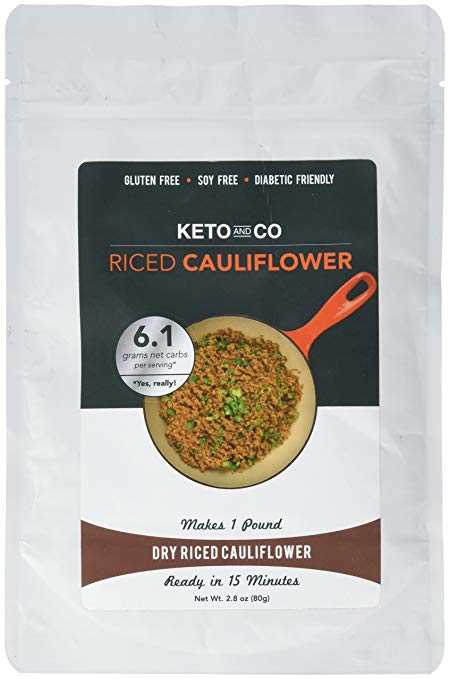 GLUTEN FREE • SOY FREE • DIABETIC FRIENDLY
KETO AND CO
RICED CAULIFLOWER
6.1
grams net carbs
per serving*
*Yes, really!
Makes 1 Pound
DRY RICED CAULIFLOWER
Ready in 15 Minutes
Net Wt. 2.8 oz (80g)